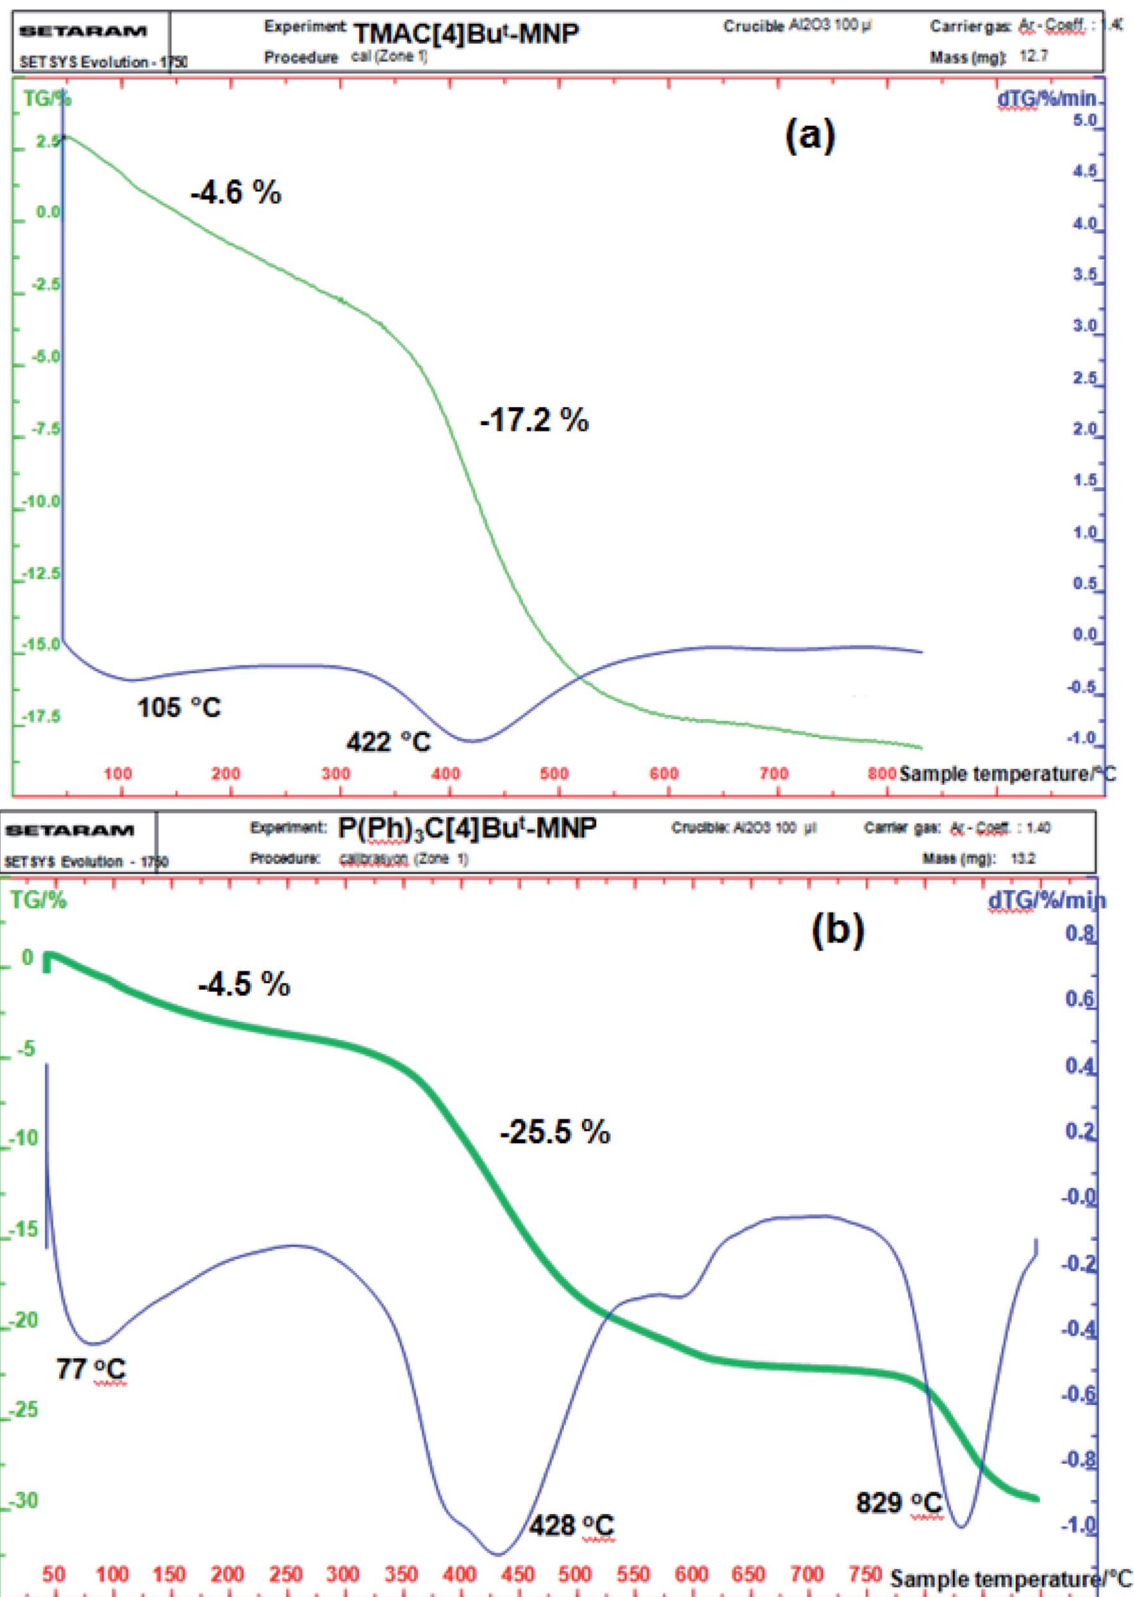 SETARAM Experiment: TMAC[4]Buᵗ-MNP Crucible Al2O3 100 µl Carrier gas: Ar - Coeff. : 1.40
SETSYS Evolution - 1750 Procedure cal (Zone 1) Mass (mg): 12.7
TG/% dTG/%/min
(a)
5.0
2.5
4.5
-4.6 %
0.0
4.0
3.5
-2.5
3.0
-5.0
2.5
-17.2 %
-7.5
2.0
1.5
-10.0
1.0
-12.5
0.5
-15.0
0.0
-0.5
105 °C
-17.5
422 °C
-1.0
100 200 300 400 500 600 700 800 Sample temperature/°C
SETARAM Experiment: P(Ph)₃C[4]Buᵗ-MNP Crucible: Al2O3 100 µl Carrier gas: Ar - Coeff. : 1.40
SETSYS Evolution - 1750 Procedure: calibrasyon (Zone 1) Mass (mg): 13.2
TG/% dTG/%/min
(b)
0.8
0
-4.5 %
0.6
-5
0.4
-25.5 %
-10
0.2
-0.0
-15
-0.2
-20
-0.4
77 °C
-0.6
-25
-0.8
829 °C
-30
428 °C
-1.0
50 100 150 200 250 300 350 400 450 500 550 600 650 700 750 Sample temperature/°C